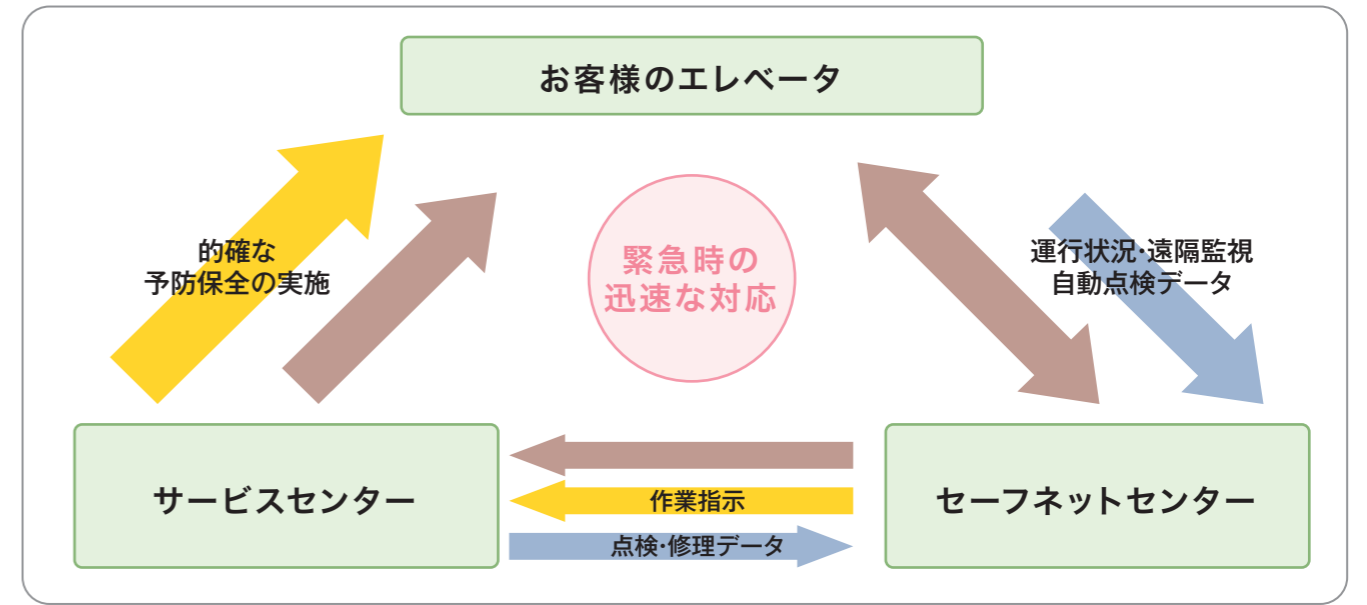 お客様のエレベータ
緊急時の
迅速な対応
的確な
予防保全の実施
運行状況・遠隔監視
自動点検データ
サービスセンター
作業指示
点検・修理データ
セーフネットセンター